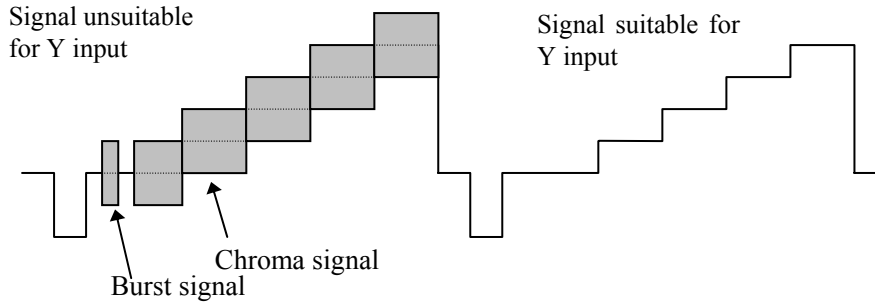 Signal unsuitable
for Y input
Signal suitable for
Y input
Chroma signal
Burst signal